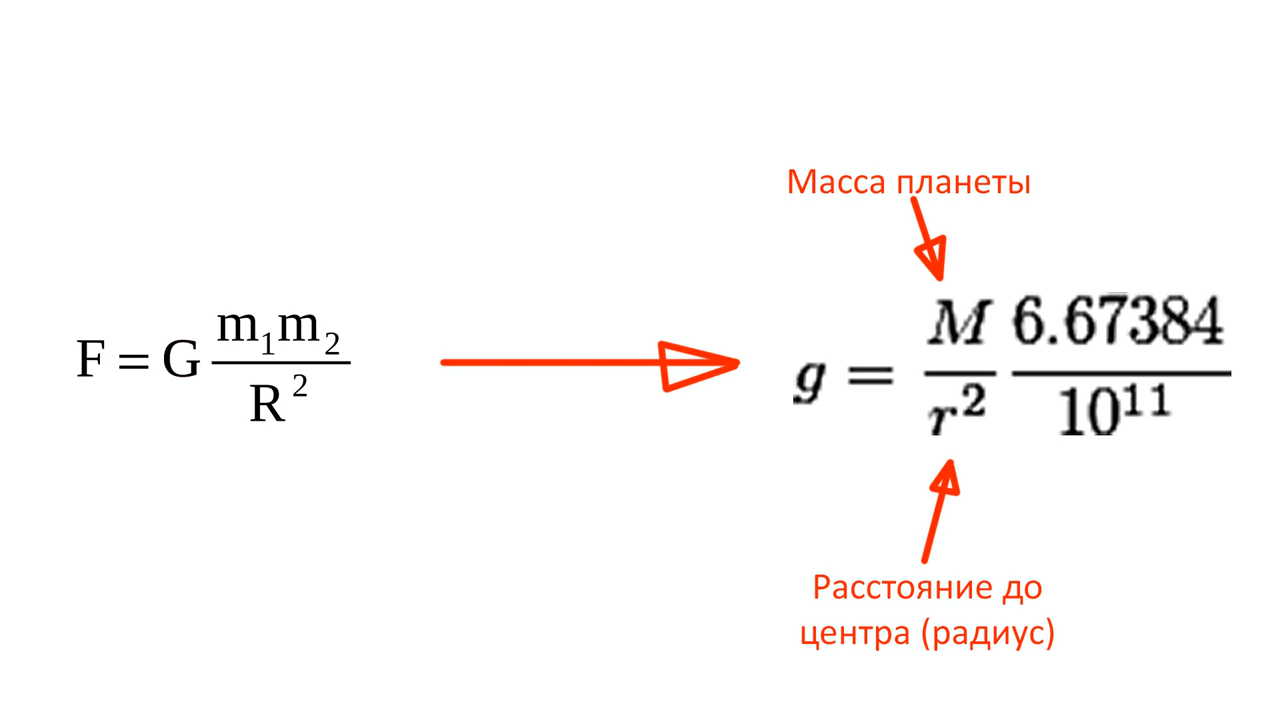 Масса планеты
F = G m₁m₂ / R²
g = M / r² 6.67384 / 10¹¹
Расстояние до
центра (радиус)